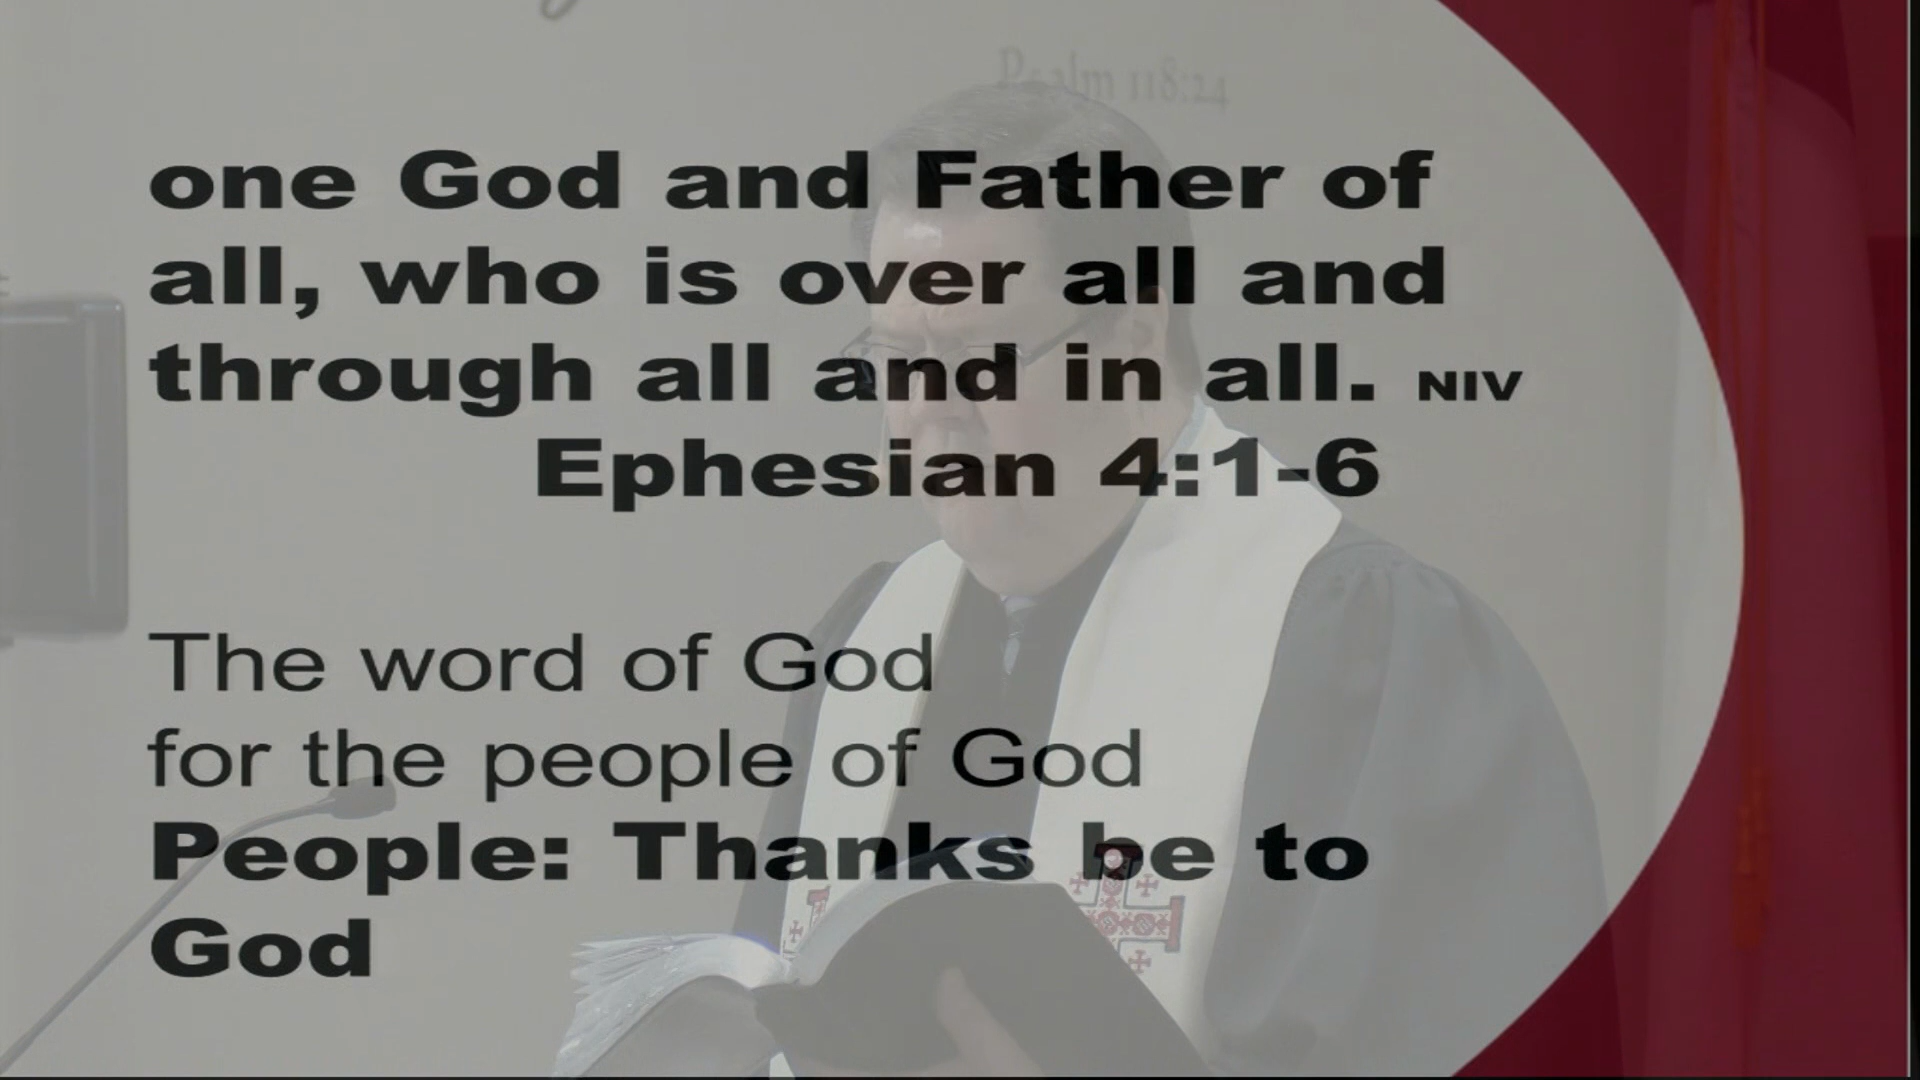 Psalm 118:24
one God and Father of
all, who is over all and
through all and in all. NIV
Ephesian 4:1-6
The word of God
for the people of God
People: Thanks be to
God